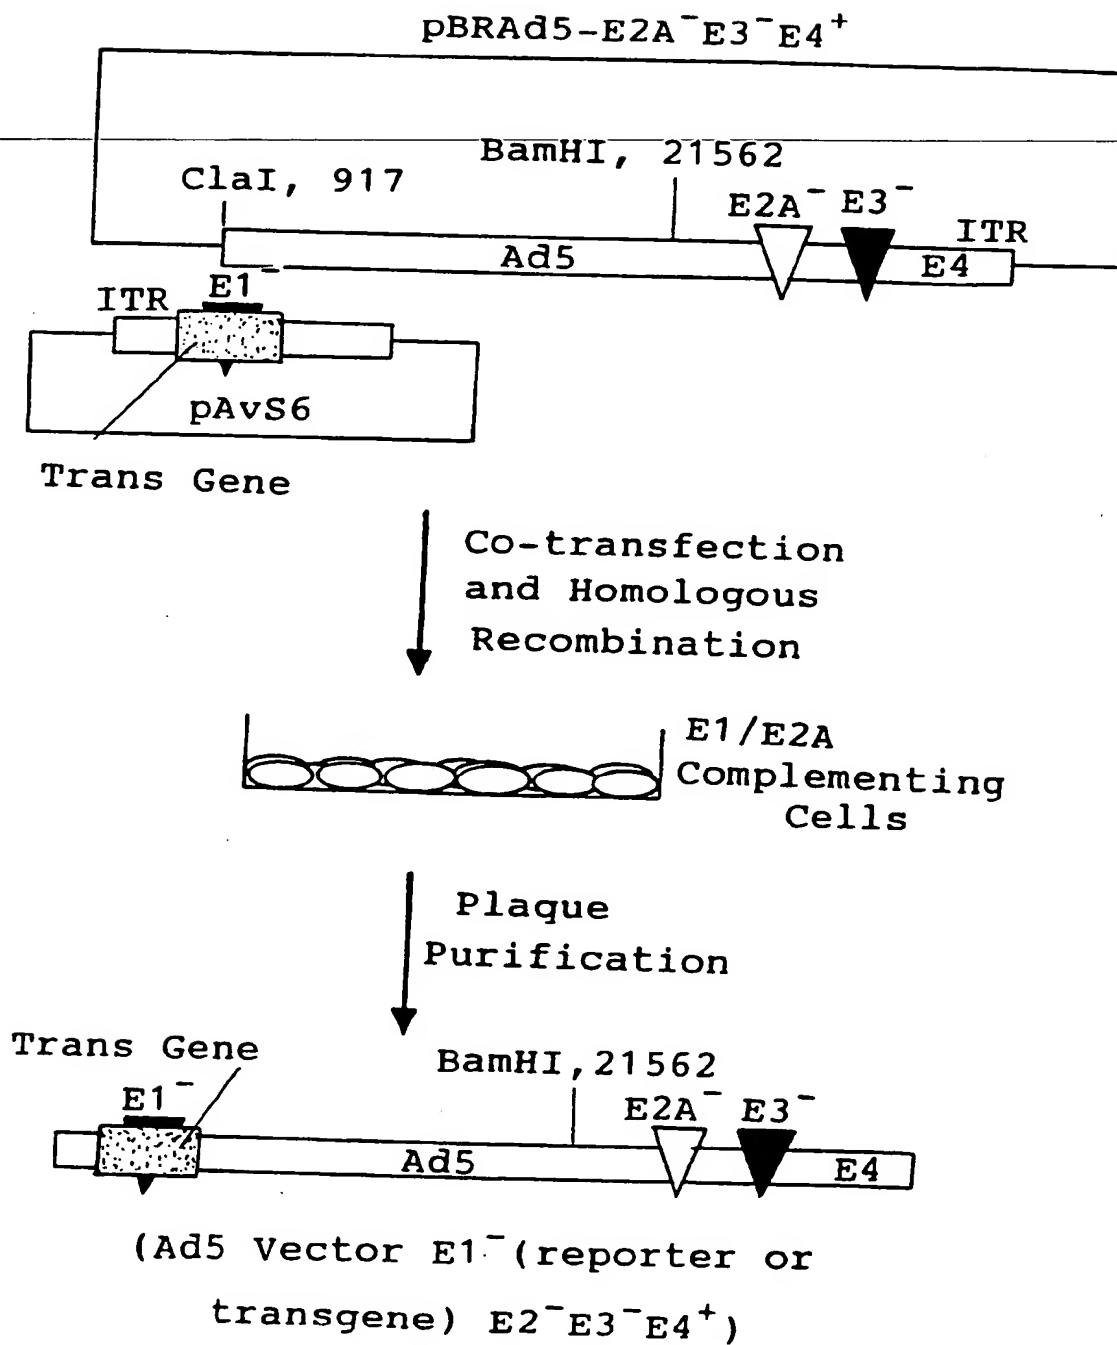 pBRAd5-E2A⁻E3⁻E4⁺
BamHI, 21562
ClaI, 917
E2A⁻ E3⁻
ITR
Ad5
E4
E1⁻
ITR
pAvS6
Trans Gene
Co-transfection
and Homologous
Recombination
E1/E2A
Complementing
Cells
Plaque
Purification
Trans Gene
BamHI,21562
E1⁻
E2A⁻ E3⁻
Ad5
E4
(Ad5 Vector E1⁻(reporter or
transgene) E2⁻E3⁻E4⁺)